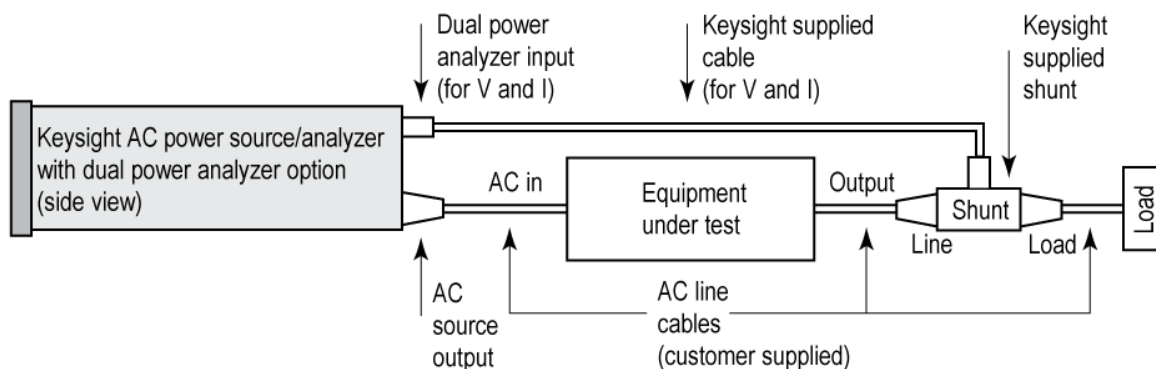 Dual power
analyzer input
(for V and I)
Keysight supplied
cable
(for V and I)
Keysight
supplied
shunt
Keysight AC power source/analyzer
with dual power analyzer option
(side view)
AC in
Equipment
under test
Output
Shunt
Line
Load
Load
AC
source
output
AC line
cables
(customer supplied)